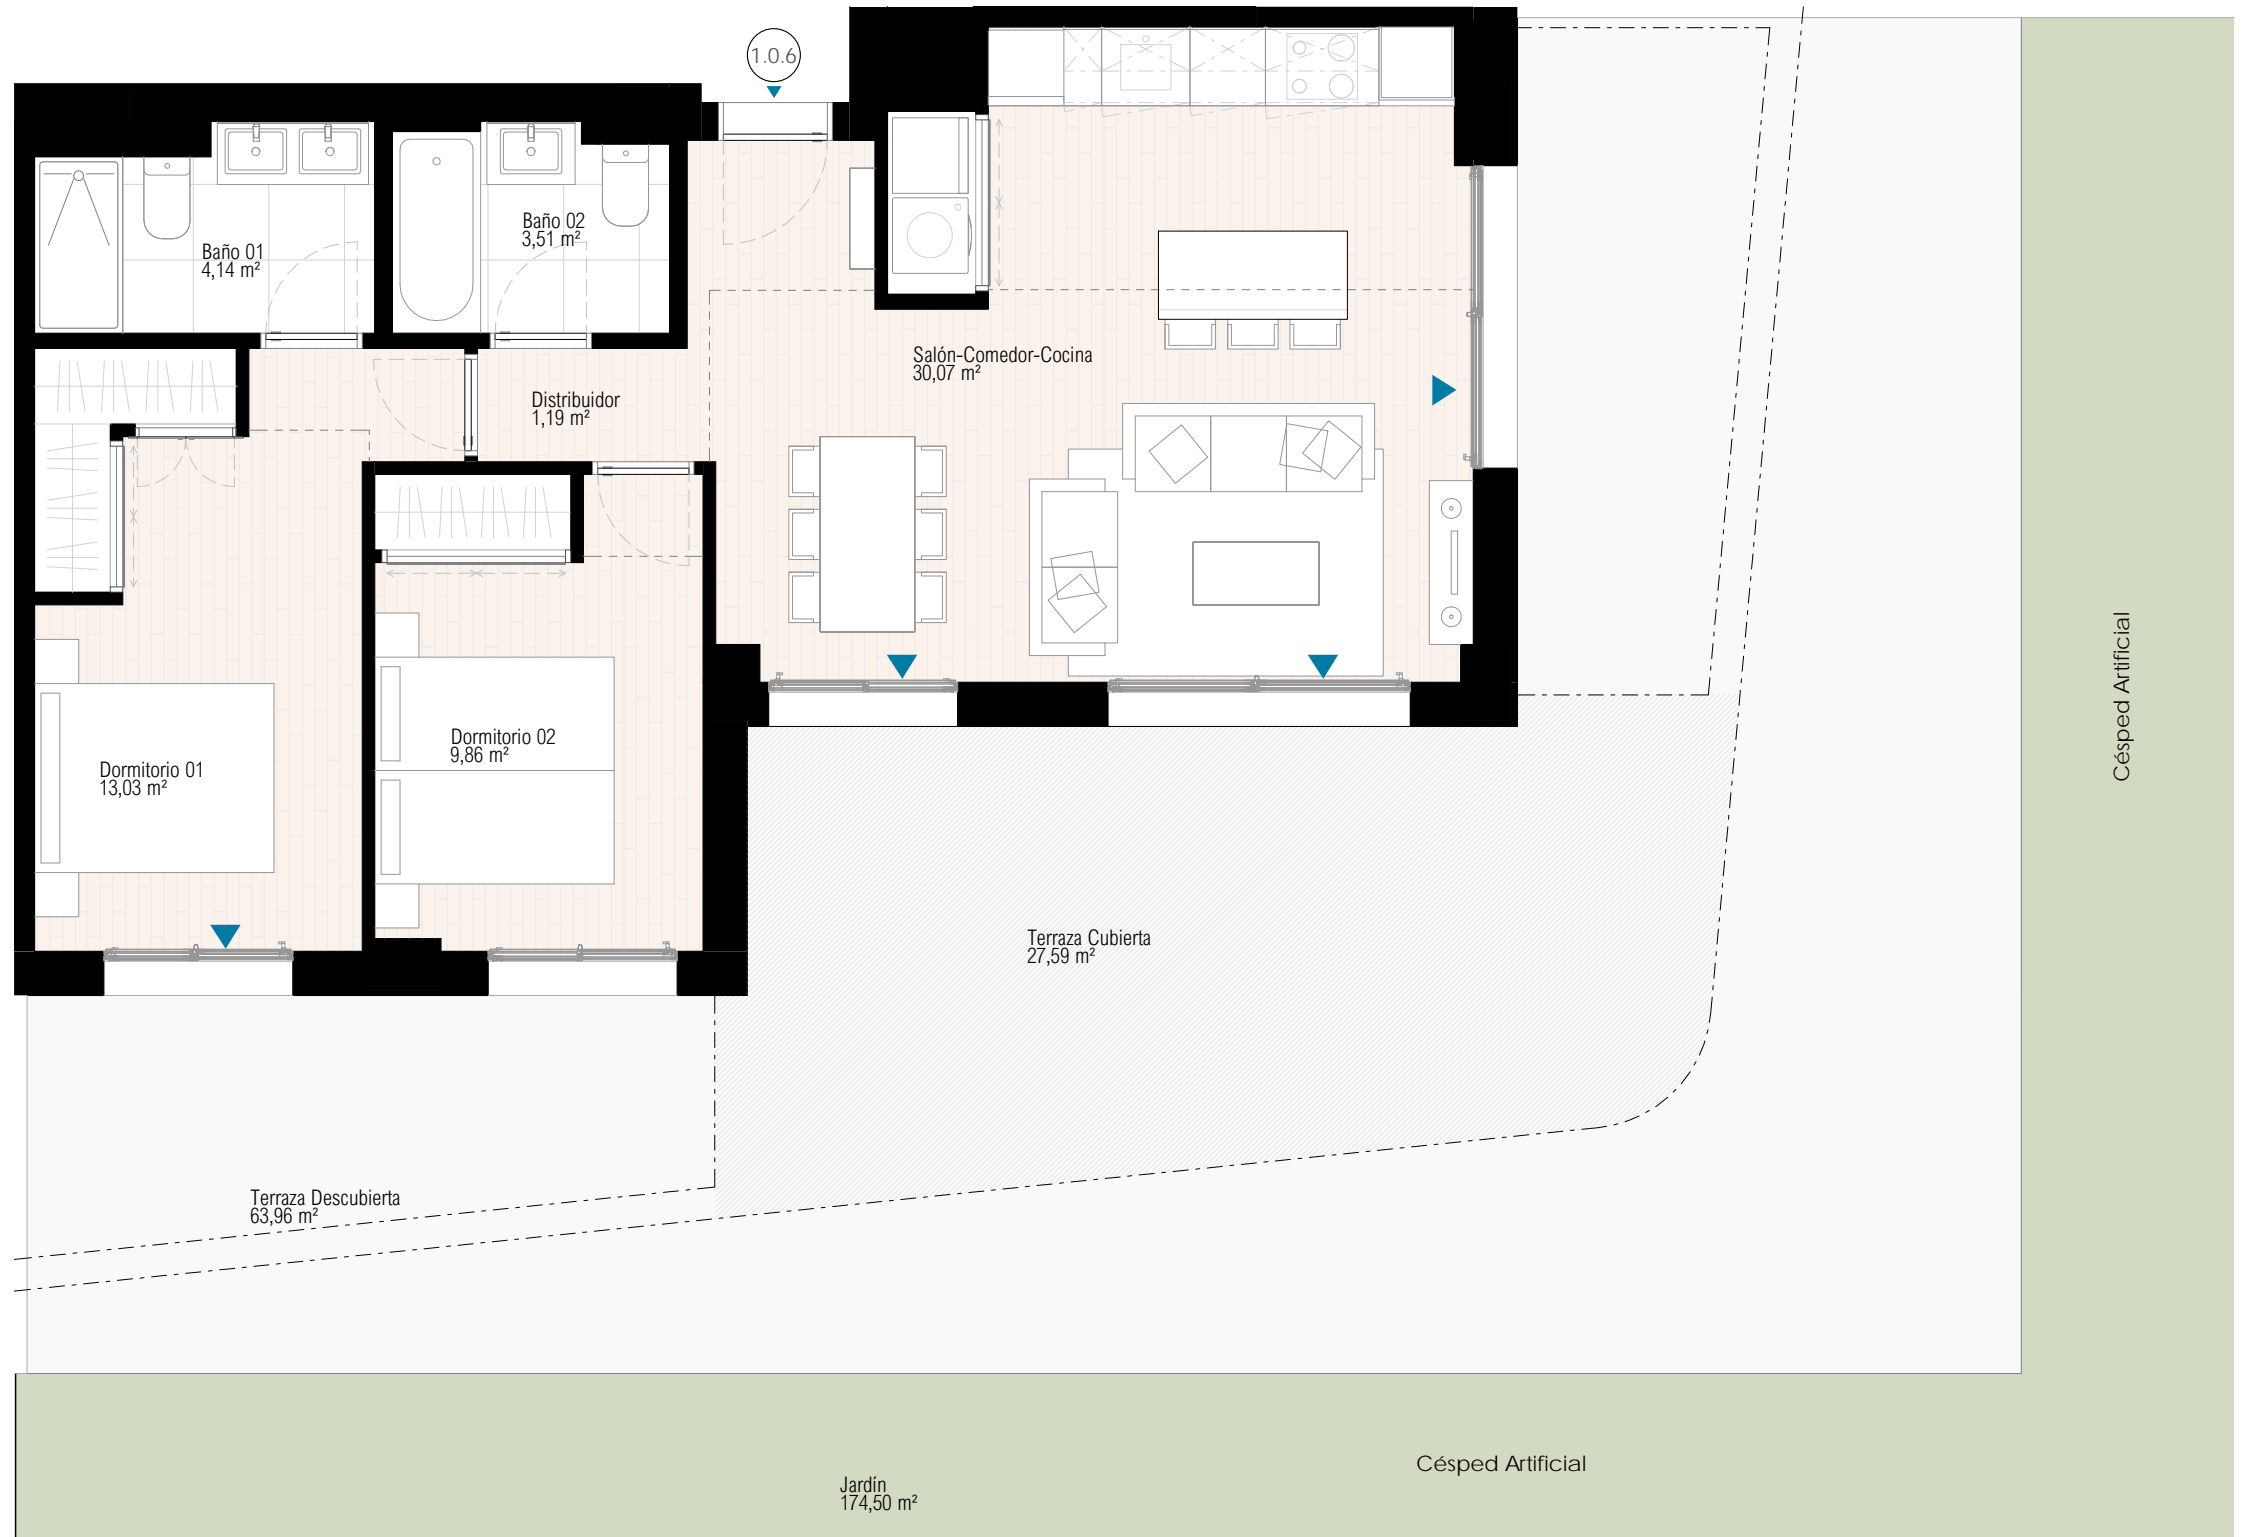 1.0.6
Baño 01
4,14 m²
Baño 02
3,51 m²
Salón-Comedor-Cocina
30,07 m²
Distribuidor
1,19 m²
Dormitorio 01
13,03 m²
Dormitorio 02
9,86 m²
Terraza Cubierta
27,59 m²
Terraza Descubierta
63,96 m²
Césped Artificial
Césped Artificial
Jardín
174,50 m²